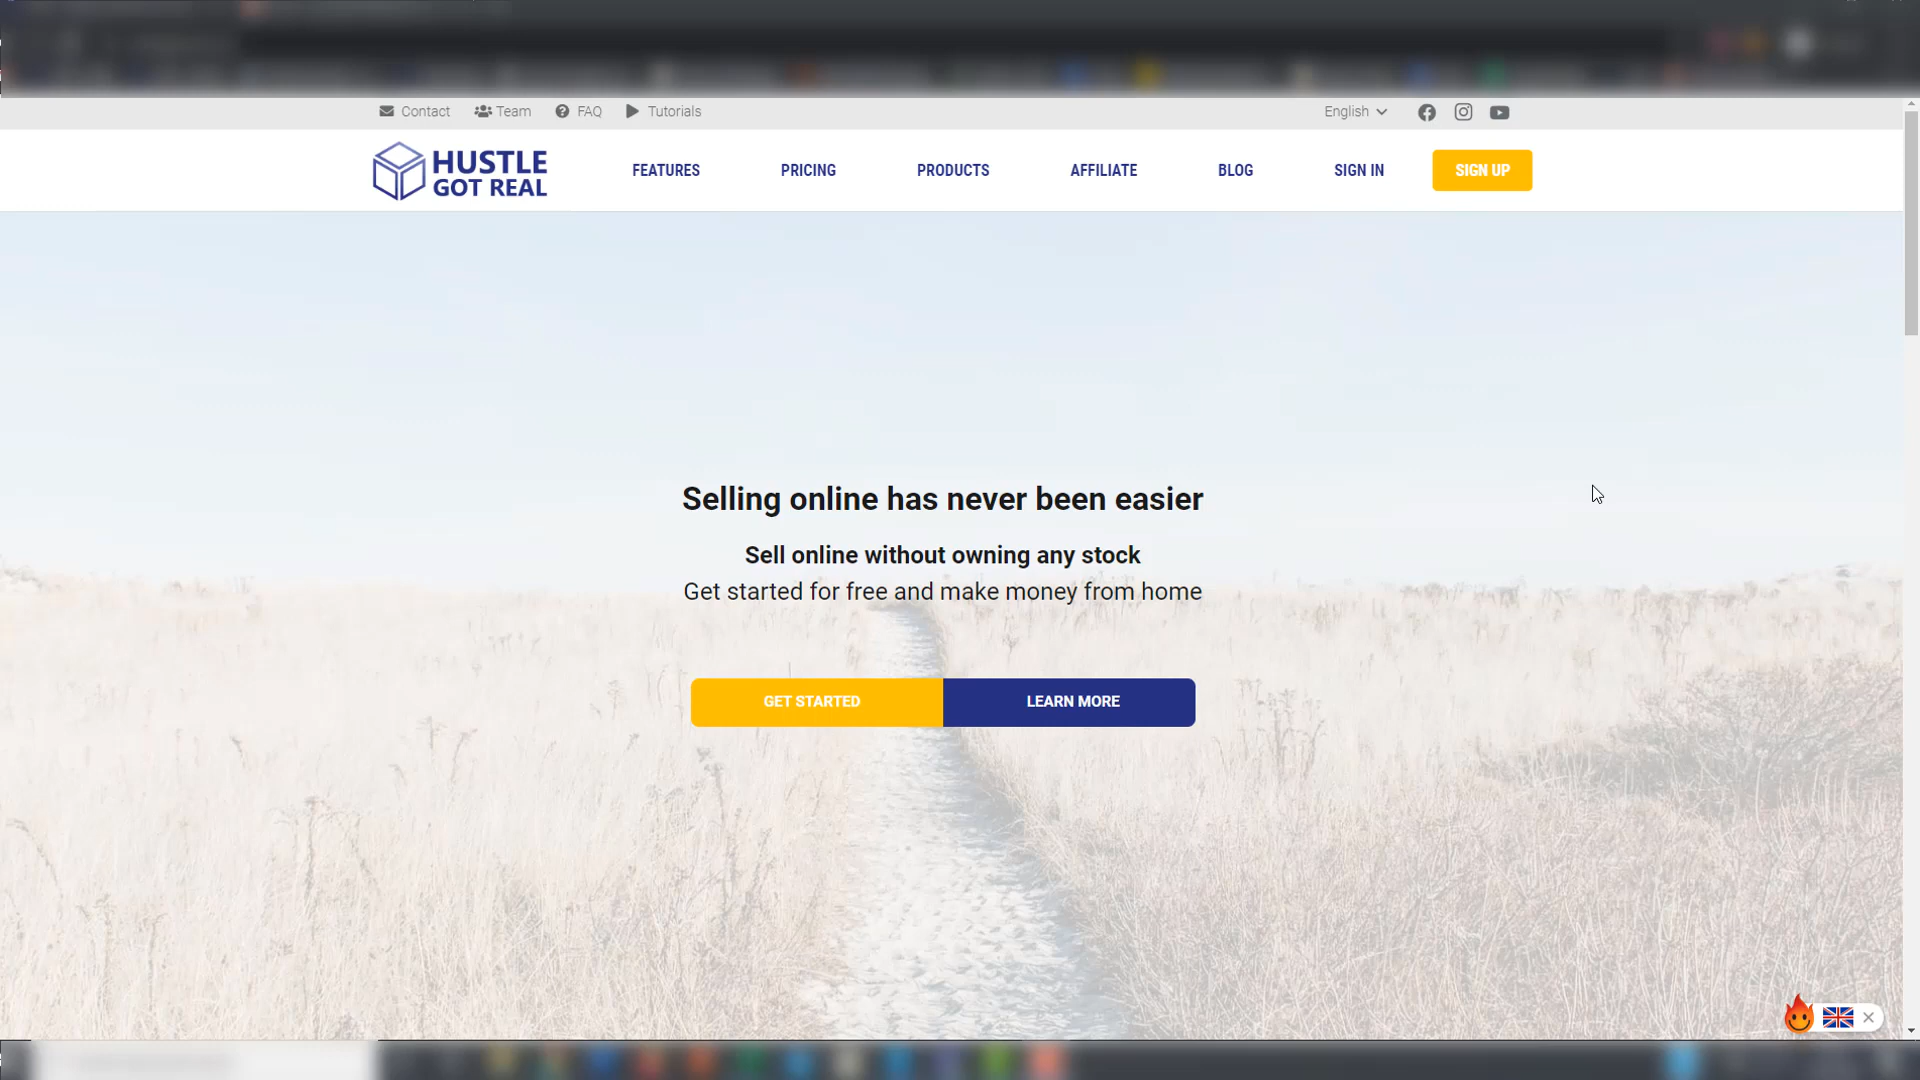 Contact Team FAQ Tutorials English
HUSTLE
GOT REAL
FEATURES PRICING PRODUCTS AFFILIATE BLOG SIGN IN SIGN UP
Selling online has never been easier
Sell online without owning any stock
Get started for free and make money from home
GET STARTED LEARN MORE